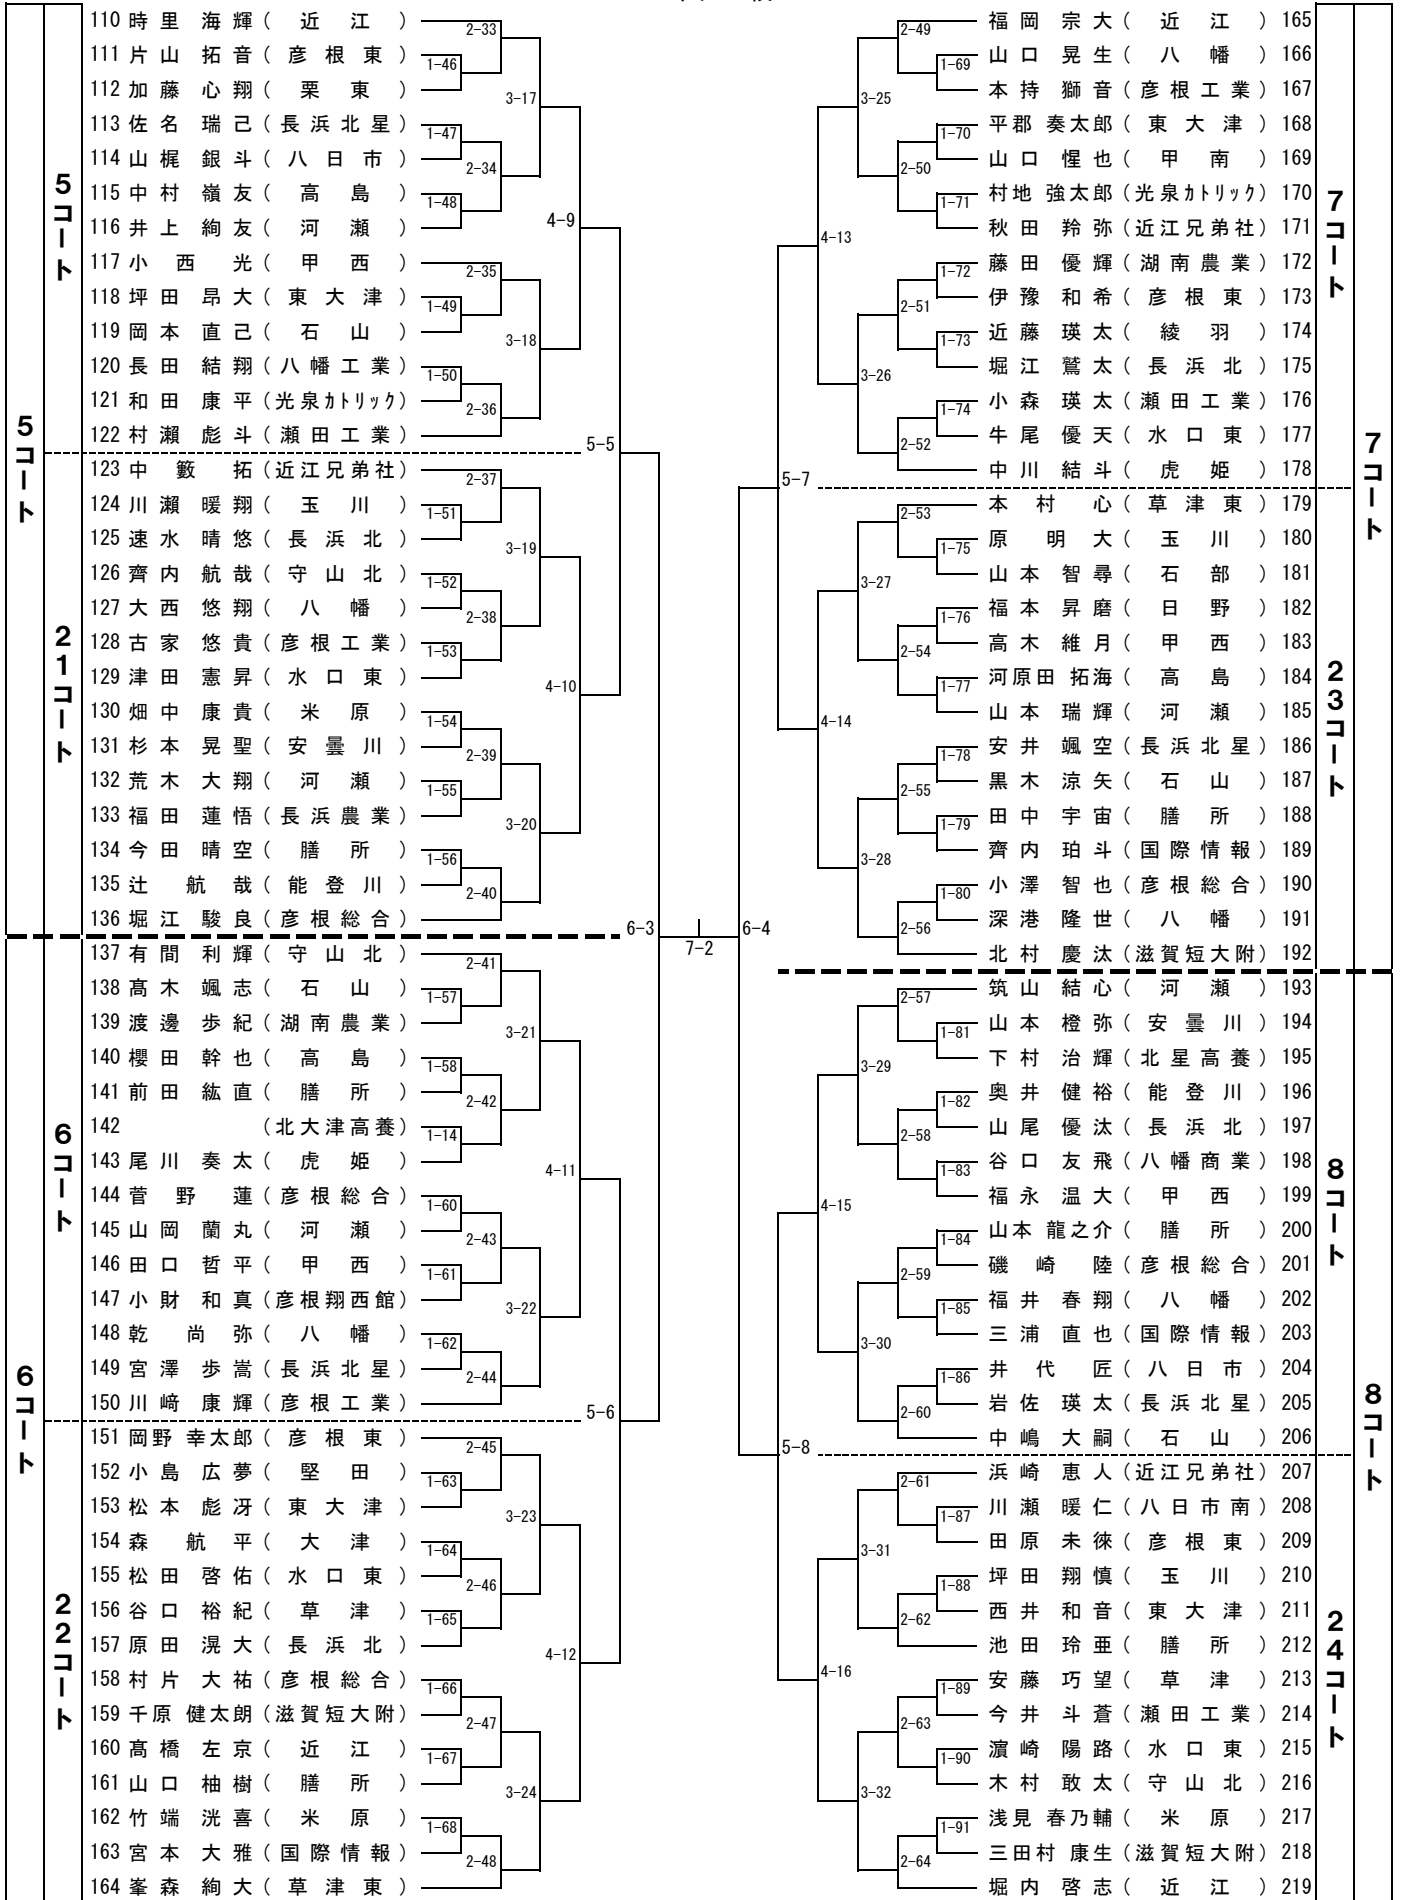 110 時里 海輝 ( 近江 )
111 片山 拓音 ( 彦根東 )
112 加藤 心翔 ( 栗東 )
113 佐名 瑞己 ( 長浜北星 )
114 山梶 銀斗 ( 八日市 )
115 中村 嶺友 ( 高島 )
116 井上 絢友 ( 河瀬 )
117 小西 光 ( 甲西 )
118 坪田 昂大 ( 東大津 )
119 岡本 直己 ( 石山 )
120 長田 結翔 ( 八幡工業 )
121 和田 康平 ( 光泉カトリック )
122 村瀬 彪斗 ( 瀬田工業 )
123 中籔 拓 ( 近江兄弟社 )
124 川瀬 暖翔 ( 玉川 )
125 速水 晴悠 ( 長浜北 )
126 齊内 航哉 ( 守山北 )
127 大西 悠翔 ( 八幡 )
128 古家 悠貴 ( 彦根工業 )
129 津田 憲昇 ( 水口東 )
130 畑中 康貴 ( 米原 )
131 杉本 晃聖 ( 安曇川 )
132 荒木 大翔 ( 河瀬 )
133 福田 蓮悟 ( 長浜農業 )
134 今田 晴空 ( 膳所 )
135 辻 航哉 ( 能登川 )
136 堀江 駿良 ( 彦根総合 )
137 有間 利輝 ( 守山北 )
138 髙木 颯志 ( 石山 )
139 渡邊 歩紀 ( 湖南農業 )
140 櫻田 幹也 ( 高島 )
141 前田 紘直 ( 膳所 )
142 ( 北大津高養 )
143 尾川 奏太 ( 虎姫 )
144 菅野 蓮 ( 彦根総合 )
145 山岡 蘭丸 ( 河瀬 )
146 田口 哲平 ( 甲西 )
147 小財 和真 ( 彦根翔西館 )
148 乾 尚弥 ( 八幡 )
149 宮澤 歩嵩 ( 長浜北星 )
150 川﨑 康輝 ( 彦根工業 )
151 岡野 幸太郎 ( 彦根東 )
152 小島 広夢 ( 堅田 )
153 松本 彪冴 ( 東大津 )
154 森 航平 ( 大津 )
155 松田 啓佑 ( 水口東 )
156 谷口 裕紀 ( 草津 )
157 原田 滉大 ( 長浜北 )
158 村片 大祐 ( 彦根総合 )
159 千原 健太朗 ( 滋賀短大附 )
160 髙橋 左京 ( 近江 )
161 山口 柚樹 ( 膳所 )
162 竹端 洸喜 ( 米原 )
163 宮本 大雅 ( 国際情報 )
164 峯森 絢大 ( 草津東 )
5コート
5コート
21コート
6コート
6コート
22コート
2-33
1-46
3-17
1-47
2-34
1-48
4-9
2-35
1-49
3-18
1-50
2-36
5-5
2-37
1-51
3-19
1-52
2-38
1-53
4-10
1-54
2-39
1-55
3-20
1-56
2-40
6-3
2-41
1-57
3-21
1-58
2-42
1-14
4-11
1-60
2-43
1-61
3-22
1-62
2-44
5-6
2-45
1-63
3-23
1-64
2-46
1-65
4-12
1-66
2-47
1-67
3-24
1-68
2-48
7-2
福岡 宗大 ( 近江 ) 165
山口 晃生 ( 八幡 ) 166
本持 獅音 ( 彦根工業 ) 167
平郡 奏太郎 ( 東大津 ) 168
山口 惺也 ( 甲南 ) 169
村地 強太郎 ( 光泉カトリック ) 170
秋田 羚弥 ( 近江兄弟社 ) 171
藤田 優輝 ( 湖南農業 ) 172
伊豫 和希 ( 彦根東 ) 173
近藤 瑛太 ( 綾羽 ) 174
堀江 鷲太 ( 長浜北 ) 175
小森 瑛太 ( 瀬田工業 ) 176
牛尾 優天 ( 水口東 ) 177
中川 結斗 ( 虎姫 ) 178
本村 心 ( 草津東 ) 179
原 明大 ( 玉川 ) 180
山本 智尋 ( 石部 ) 181
福本 昇磨 ( 日野 ) 182
高木 維月 ( 甲西 ) 183
河原田 拓海 ( 高島 ) 184
山本 瑞輝 ( 河瀬 ) 185
安井 颯空 ( 長浜北星 ) 186
黒木 涼矢 ( 石山 ) 187
田中 宇宙 ( 膳所 ) 188
齊内 珀斗 ( 国際情報 ) 189
小澤 智也 ( 彦根総合 ) 190
深港 隆世 ( 八幡 ) 191
北村 慶汰 ( 滋賀短大附 ) 192
筑山 結心 ( 河瀬 ) 193
山本 橙弥 ( 安曇川 ) 194
下村 治輝 ( 北星高養 ) 195
奥井 健裕 ( 能登川 ) 196
山尾 優汰 ( 長浜北 ) 197
谷口 友飛 ( 八幡商業 ) 198
福永 温大 ( 甲西 ) 199
山本 龍之介 ( 膳所 ) 200
磯崎 陸 ( 彦根総合 ) 201
福井 春翔 ( 八幡 ) 202
三浦 直也 ( 国際情報 ) 203
井代 匠 ( 八日市 ) 204
岩佐 瑛太 ( 長浜北星 ) 205
中嶋 大嗣 ( 石山 ) 206
浜崎 恵人 ( 近江兄弟社 ) 207
川瀬 暖仁 ( 八日市南 ) 208
田原 未徠 ( 彦根東 ) 209
坪田 翔慎 ( 玉川 ) 210
西井 和音 ( 東大津 ) 211
池田 玲亜 ( 膳所 ) 212
安藤 巧望 ( 草津 ) 213
今井 斗蒼 ( 瀬田工業 ) 214
濵崎 陽路 ( 水口東 ) 215
木村 敢太 ( 守山北 ) 216
浅見 春乃輔 ( 米原 ) 217
三田村 康生 ( 滋賀短大附 ) 218
堀内 啓志 ( 近江 ) 219
2-49
1-69
3-25
1-70
2-50
1-71
4-13
1-72
2-51
1-73
3-26
1-74
2-52
5-7
2-53
1-75
3-27
1-76
2-54
1-77
4-14
1-78
2-55
1-79
3-28
1-80
2-56
6-4
2-57
1-81
3-29
1-82
2-58
1-83
4-15
1-84
2-59
1-85
3-30
1-86
2-60
5-8
2-61
1-87
3-31
1-88
2-62
4-16
1-89
2-63
1-90
3-32
1-91
2-64
7コート
7コート
23コート
8コート
8コート
24コート